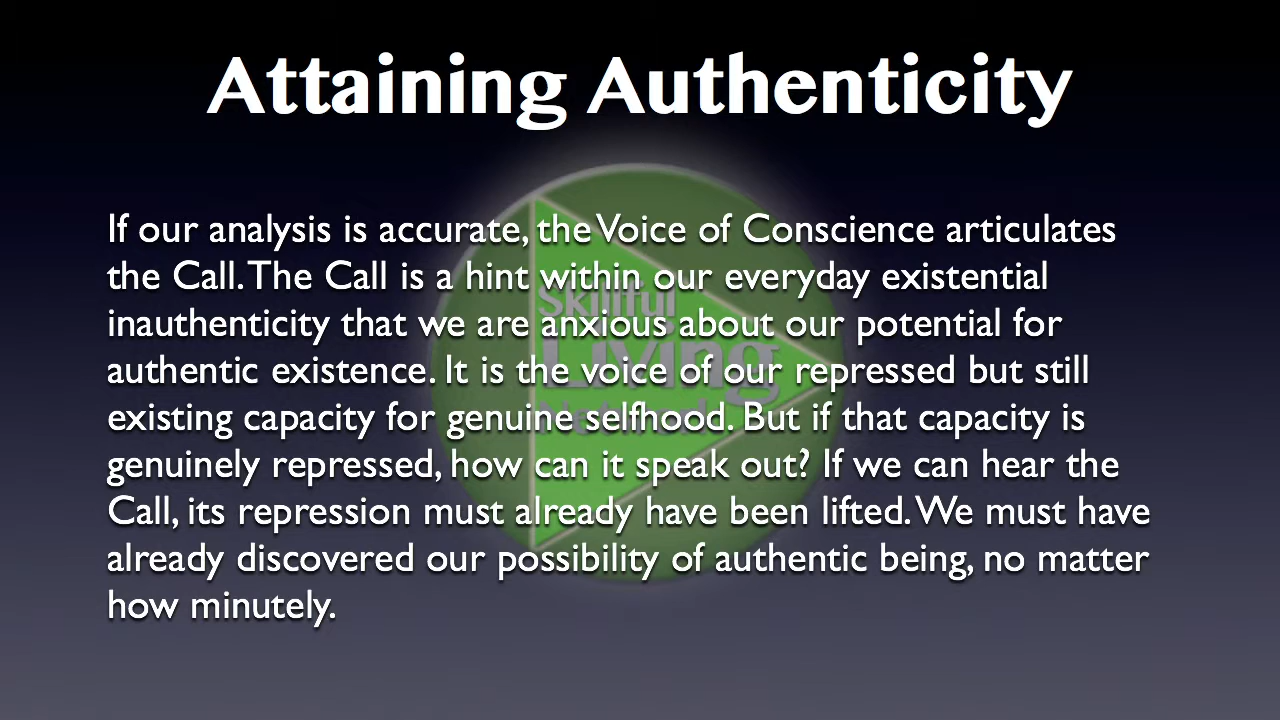 Attaining Authenticity
If our analysis is accurate, the Voice of Conscience articulates
the Call. The Call is a hint within our everyday existential
inauthenticity that we are anxious about our potential for
authentic existence. It is the voice of our repressed but still
existing capacity for genuine selfhood. But if that capacity is
genuinely repressed, how can it speak out? If we can hear the
Call, its repression must already have been lifted. We must have
already discovered our possibility of authentic being, no matter
how minutely.
Skillful
Living
Network